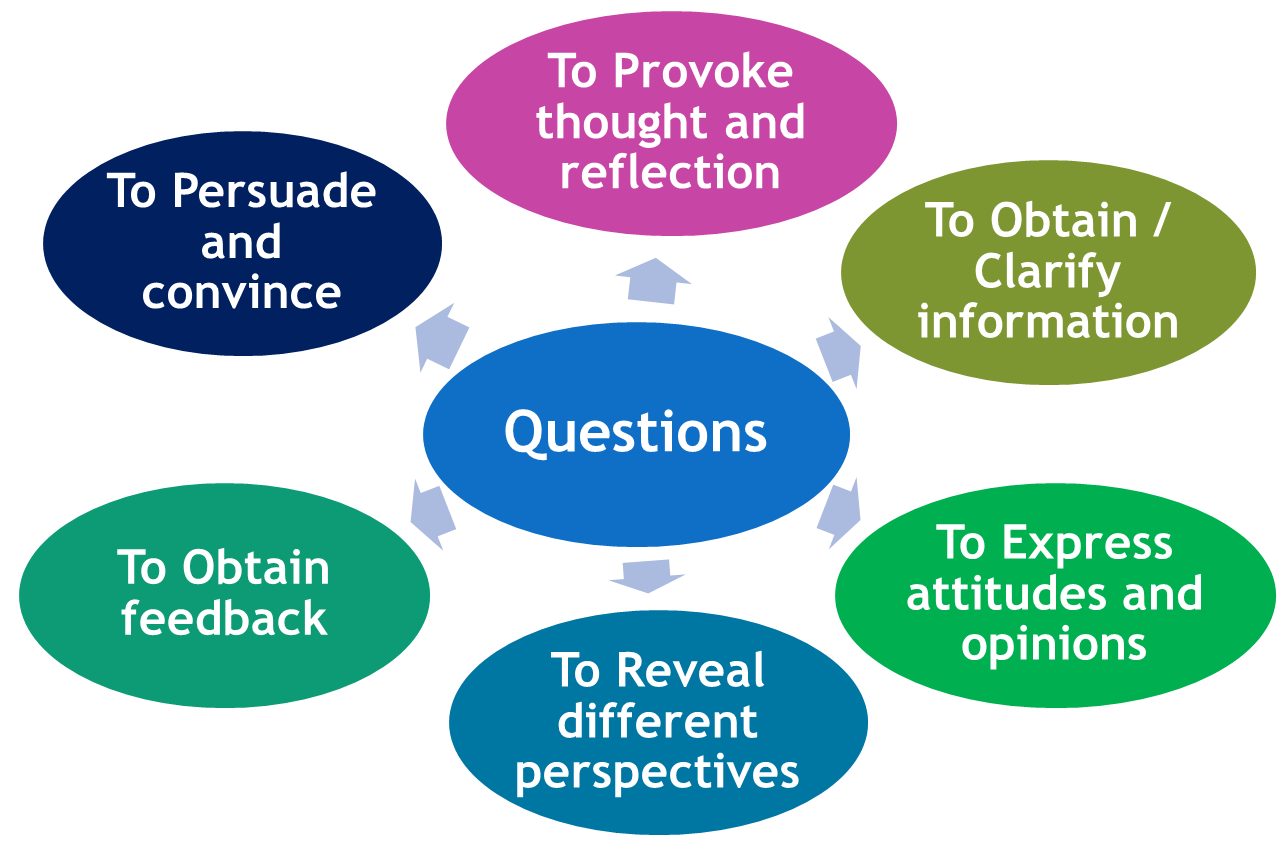 To Provoke
thought and
reflection
To Persuade
and
convince
To Obtain /
Clarify
information
Questions
To Obtain
feedback
To Express
attitudes and
opinions
To Reveal
different
perspectives